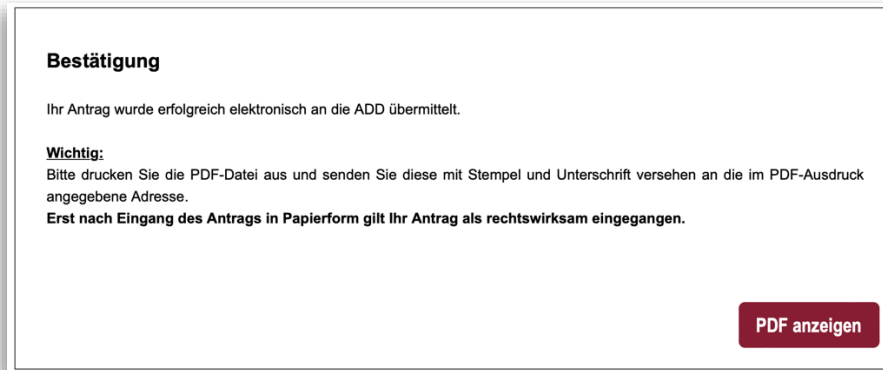 Bestätigung
Ihr Antrag wurde erfolgreich elektronisch an die ADD übermittelt.
Wichtig:
Bitte drucken Sie die PDF-Datei aus und senden Sie diese mit Stempel und Unterschrift versehen an die im PDF-Ausdruck
angegebene Adresse.
Erst nach Eingang des Antrags in Papierform gilt Ihr Antrag als rechtswirksam eingegangen.
PDF anzeigen